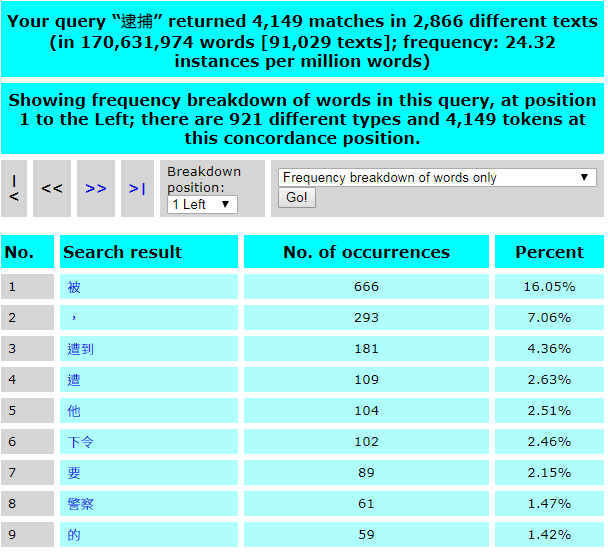 Your query “逮捕” returned 4,149 matches in 2,866 different texts
(in 170,631,974 words [91,029 texts]; frequency: 24.32
instances per million words)
Showing frequency breakdown of words in this query, at position
1 to the Left; there are 921 different types and 4,149 tokens at
this concordance position.
|< << >> >| Breakdown position: 1 Left Frequency breakdown of words only Go!
No. Search result No. of occurrences Percent
1 被 666 16.05%
2 , 293 7.06%
3 遭到 181 4.36%
4 遭 109 2.63%
5 他 104 2.51%
6 下令 102 2.46%
7 要 89 2.15%
8 警察 61 1.47%
9 的 59 1.42%